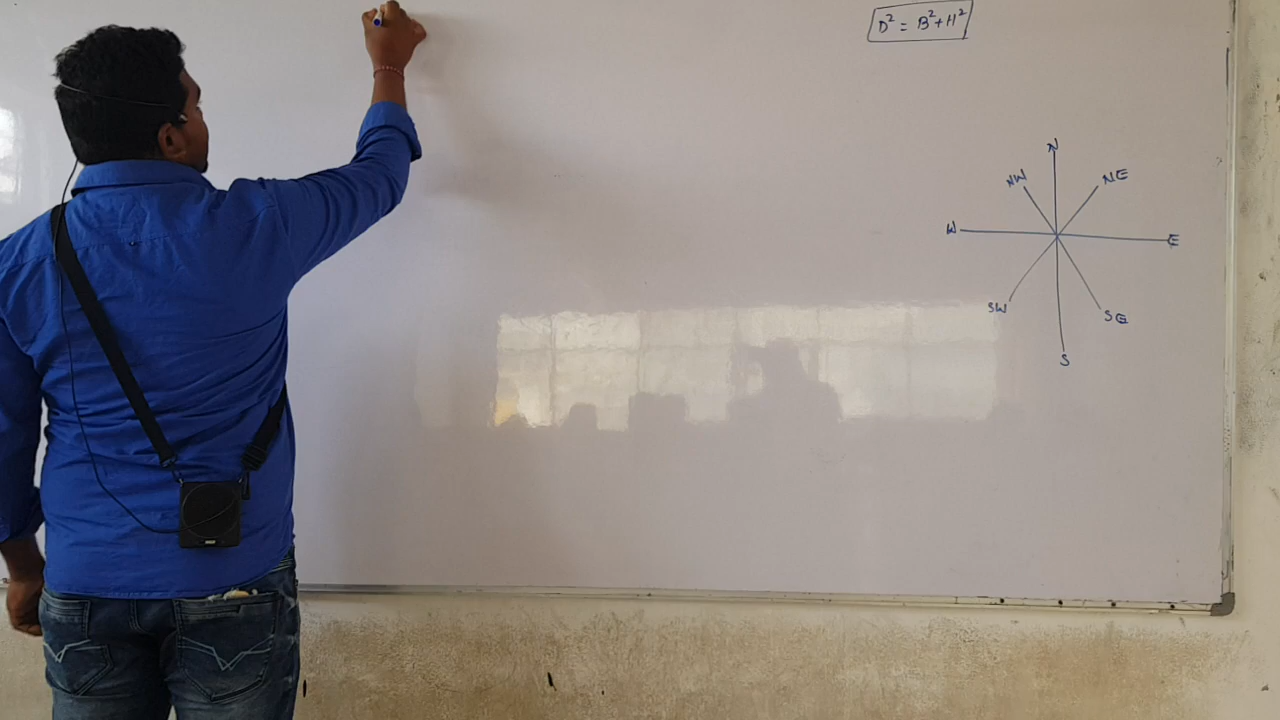 D² = B² + H²
N
NW NE
W E
SW SE
S